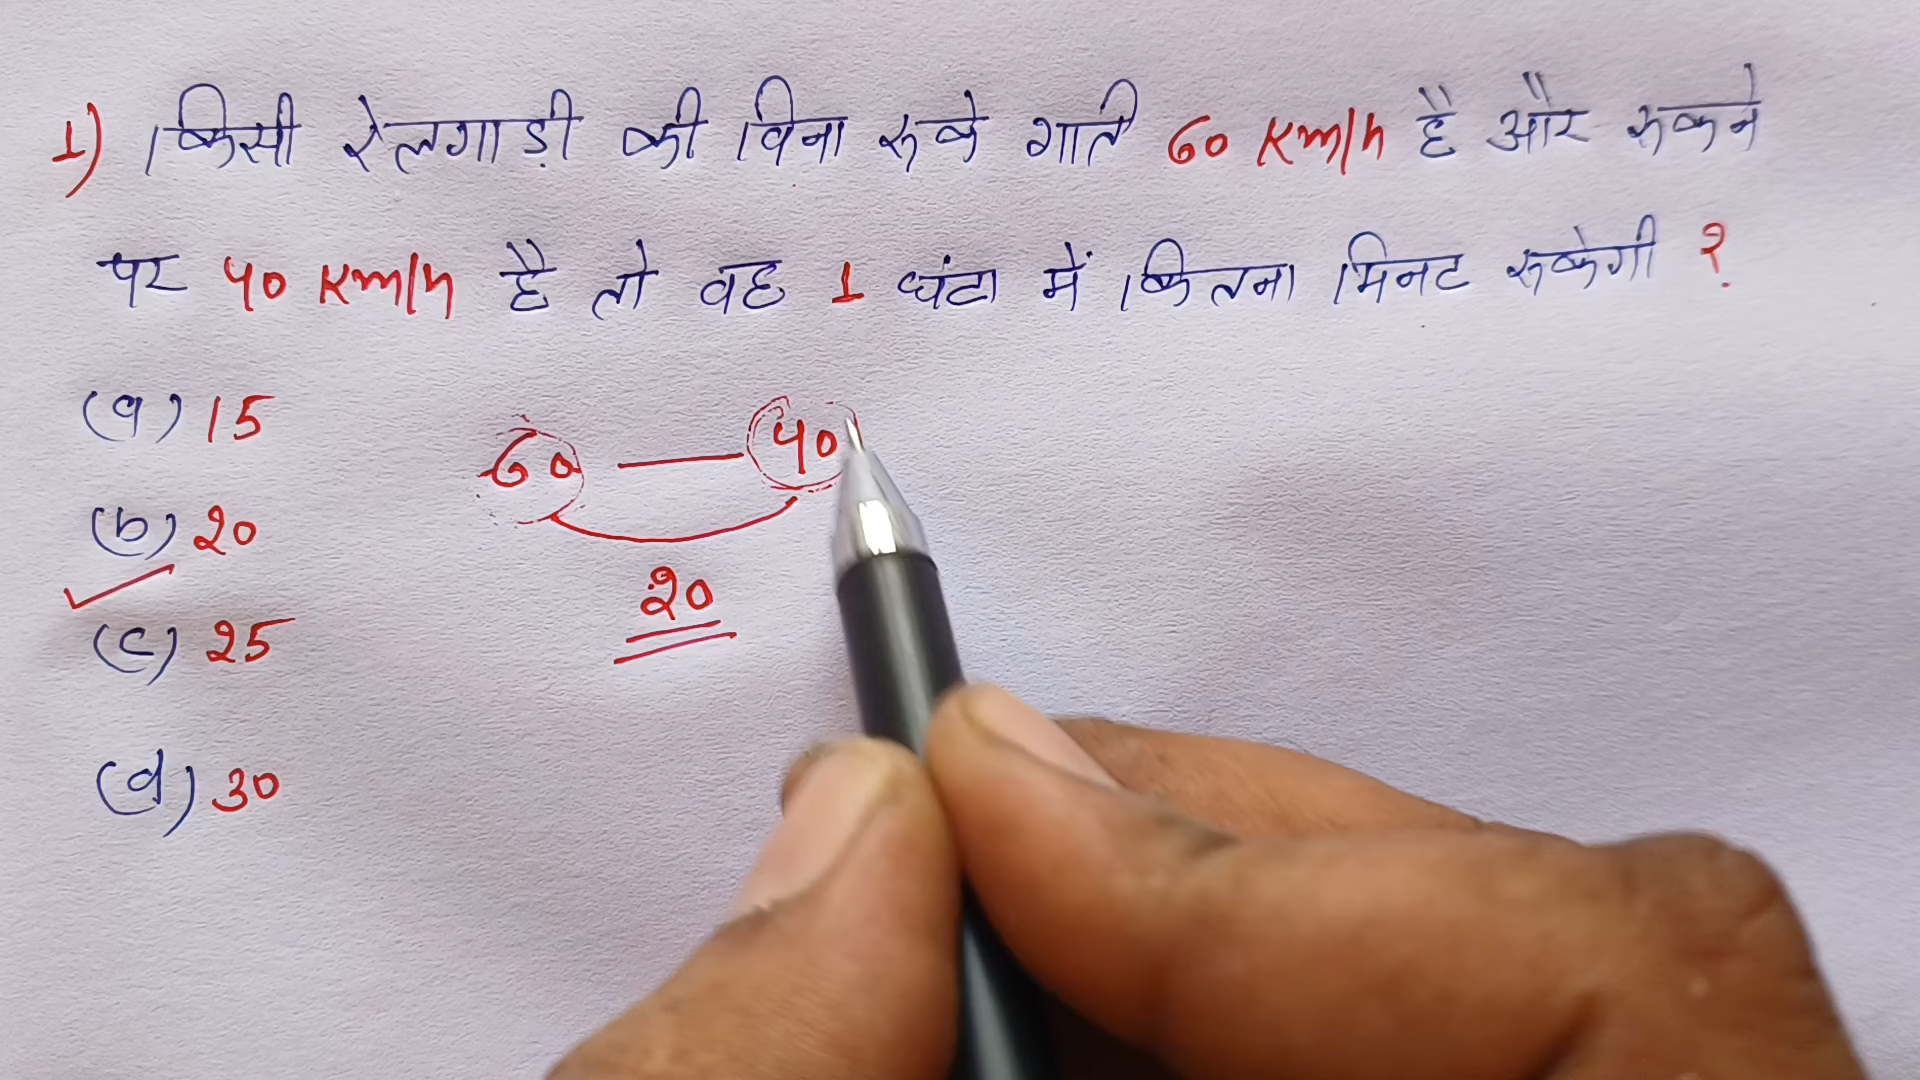 1) किसी रेलगाड़ी की बिना रुके गति 60 Km/h है और रुकने
पर 40 Km/h है तो वह 1 घंटा में कितना मिनट रुकेगी ?
(a) 15
(b) 20
(c) 25
(d) 30
60 — 40
20